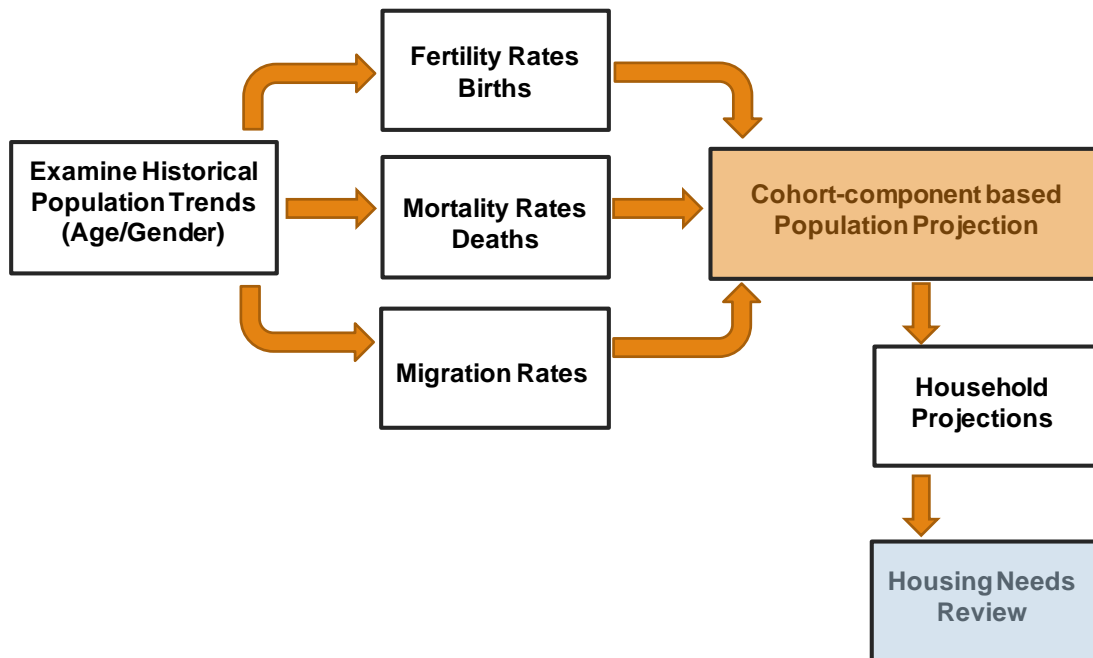 Fertility Rates
Births
Examine Historical
Population Trends
(Age/Gender)
Mortality Rates
Deaths
Cohort-component based
Population Projection
Migration Rates
Household
Projections
Housing Needs
Review